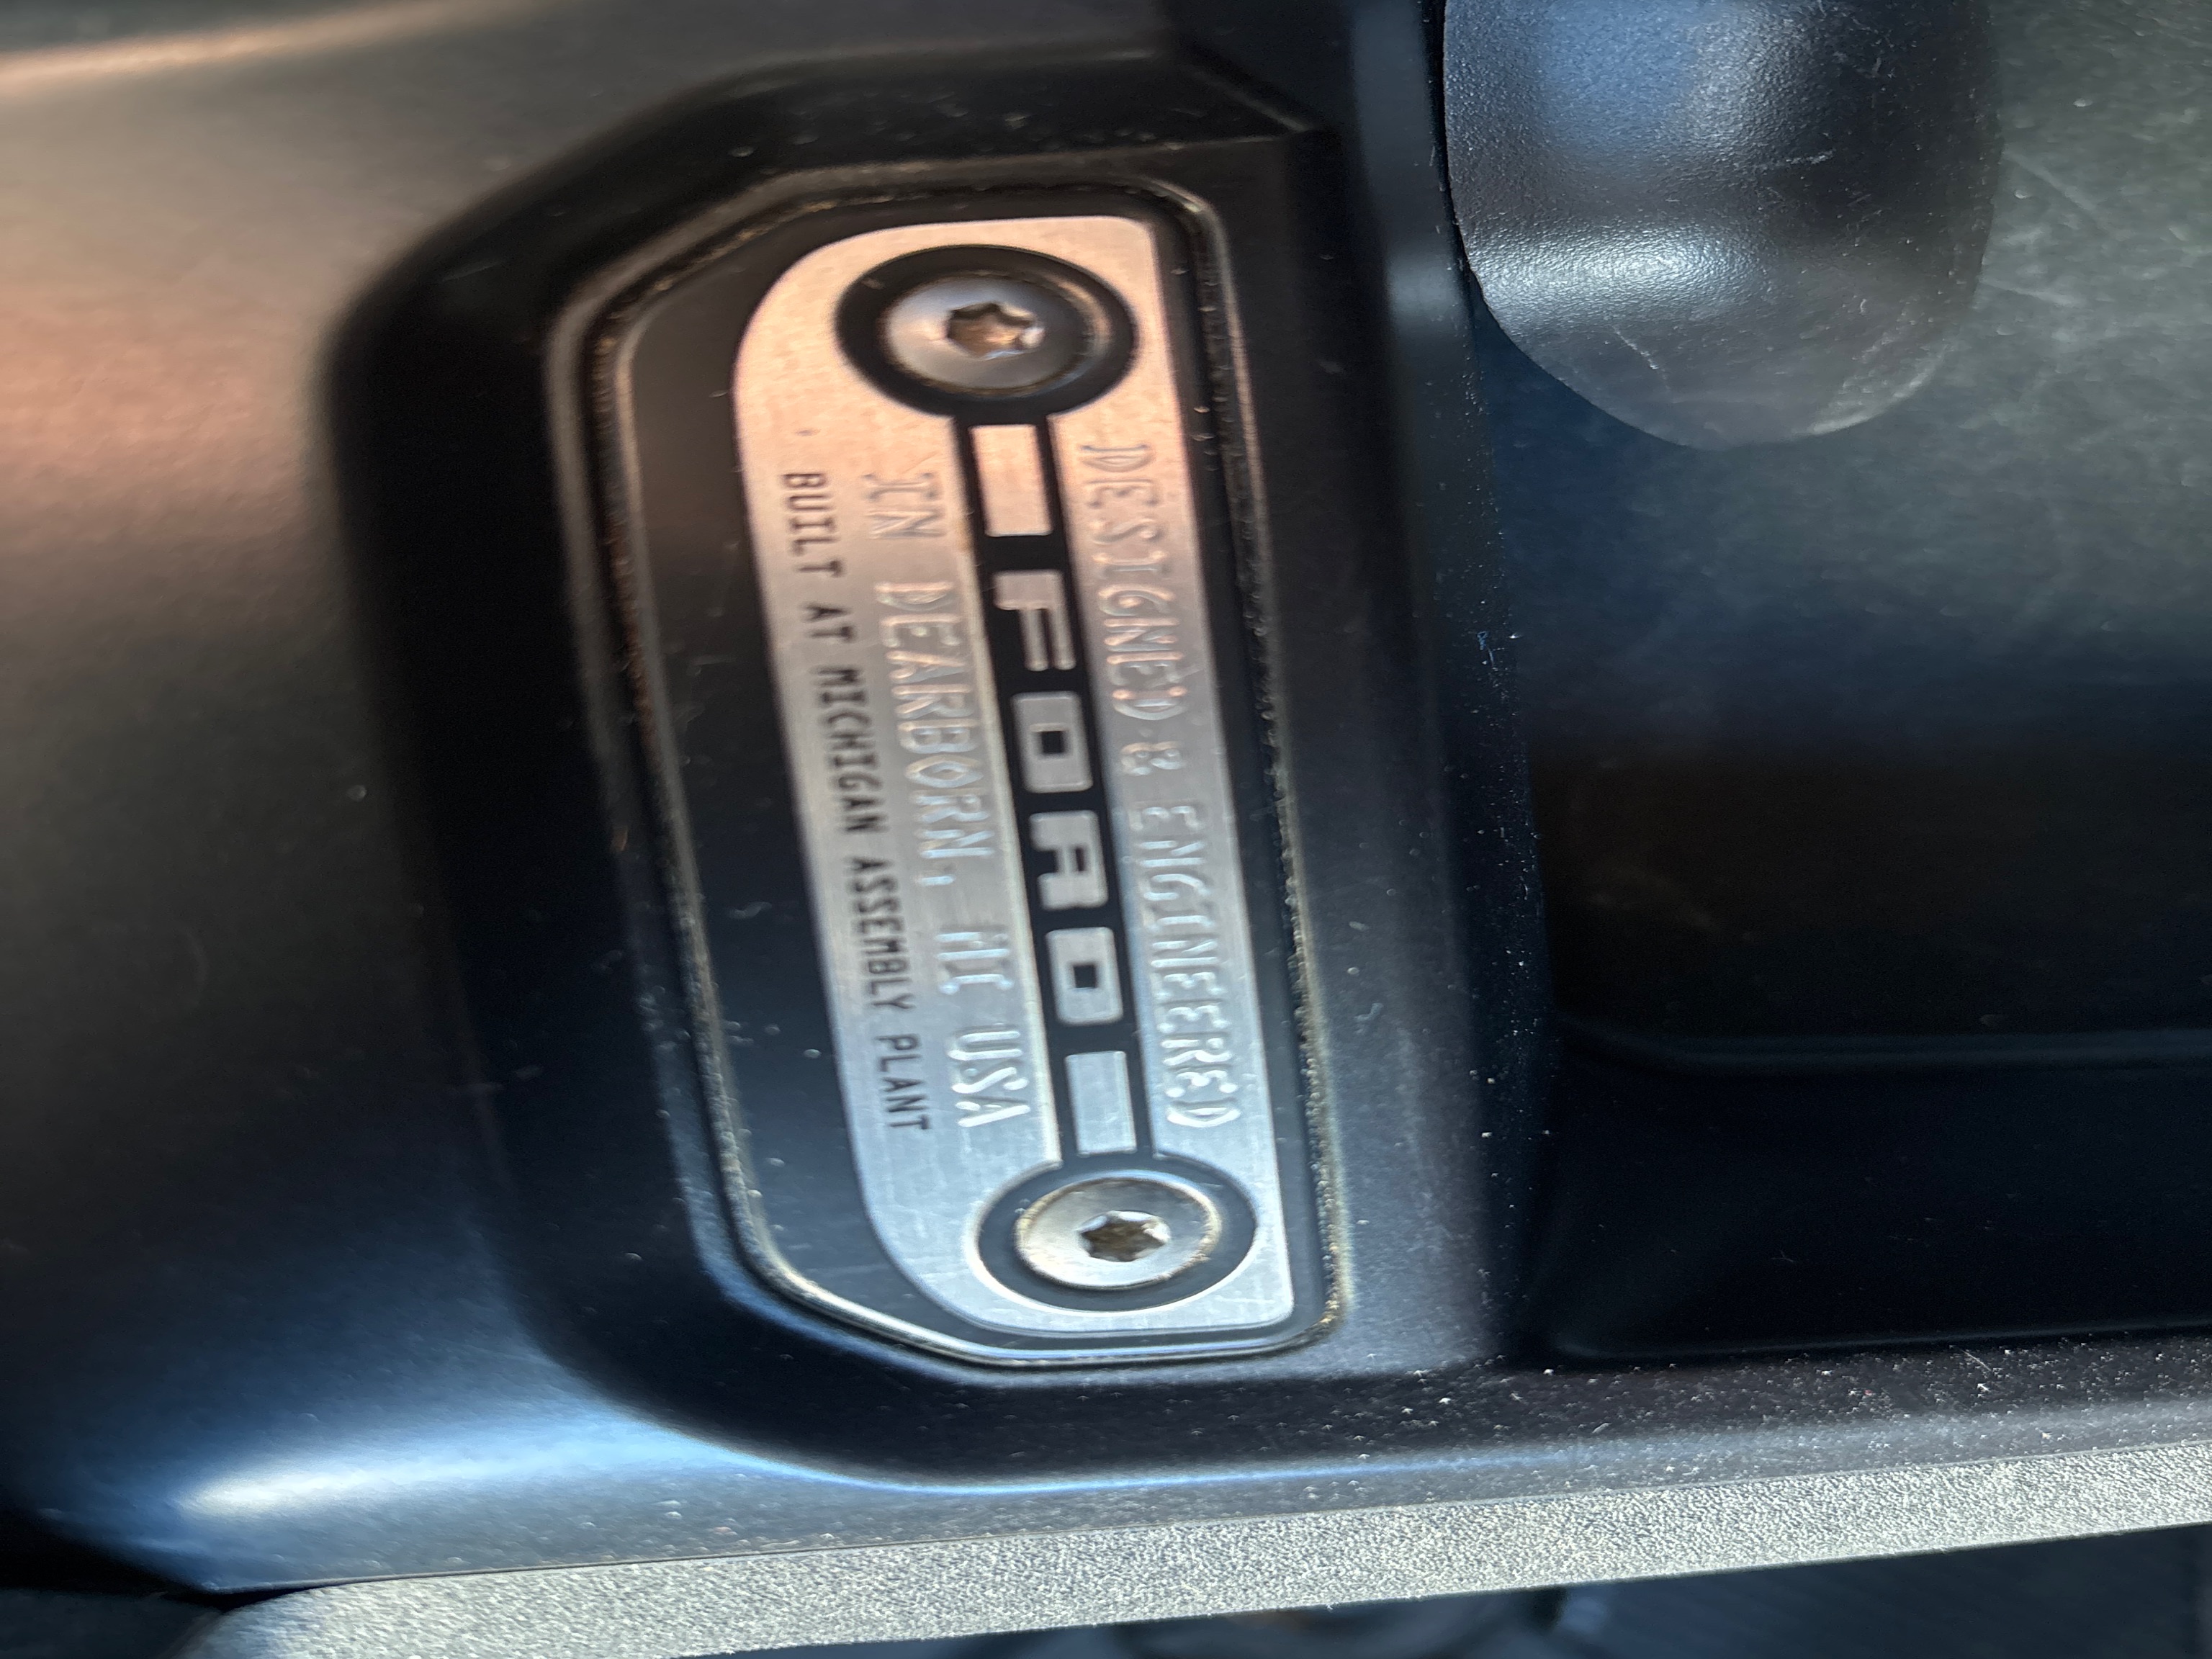 DESIGNED & ENGINEERED
FORD
IN DEARBORN, MI USA
BUILT AT MICHIGAN ASSEMBLY PLANT